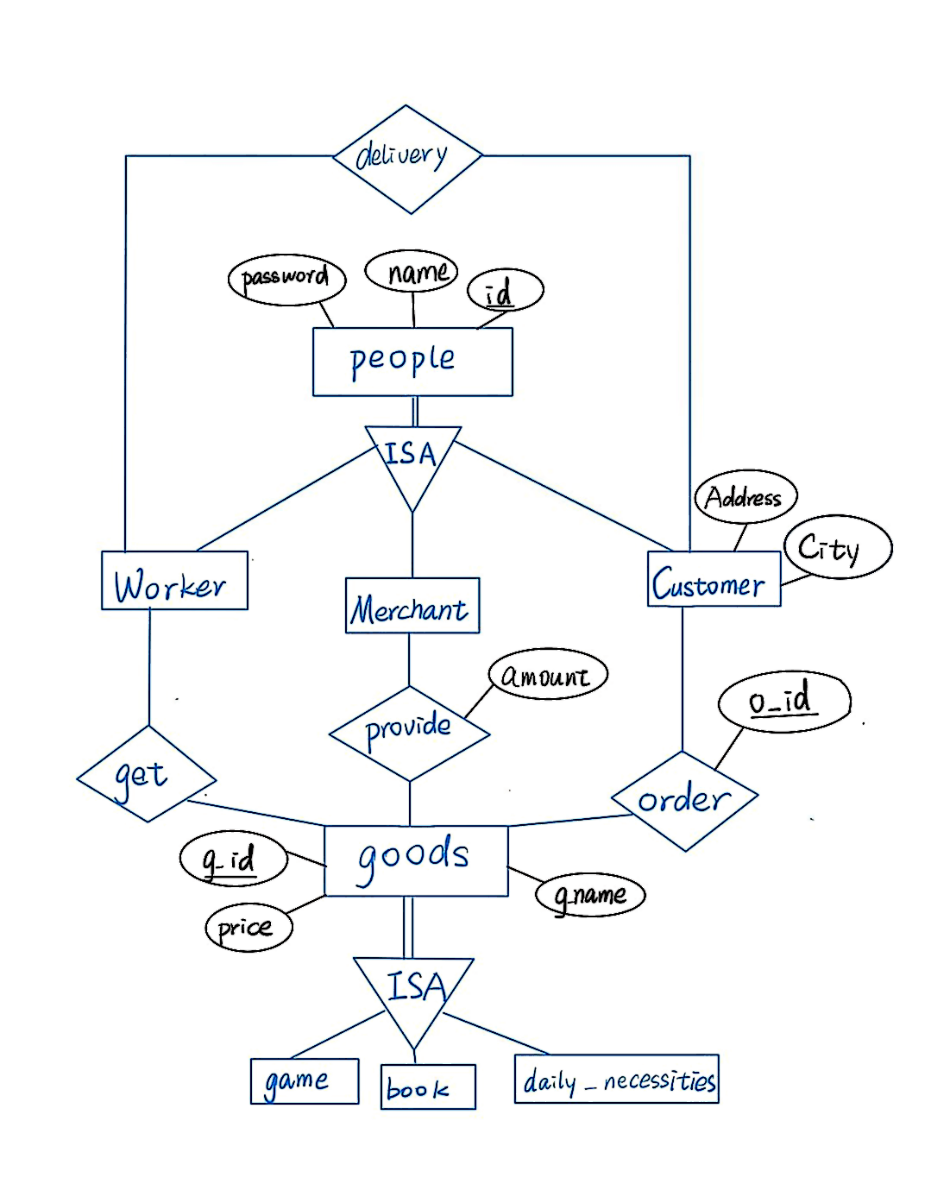 delivery
password
name
id
people
ISA
Address
City
Worker
Merchant
Customer
amount
o_id
provide
get
order
goods
g_id
g_name
price
ISA
game
book
daily_necessities